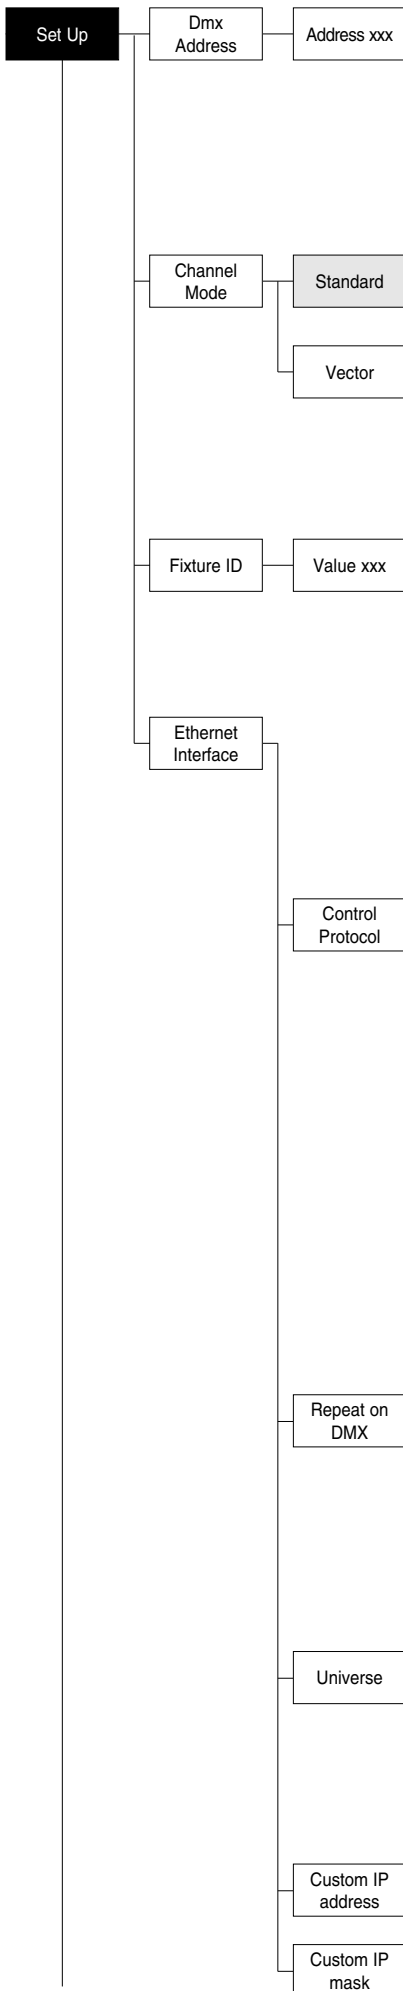 Set Up
Dmx
Address
Address xxx
Channel
Mode
Standard
Vector
Fixture ID
Value xxx
Ethernet
Interface
Control
Protocol
Repeat on
DMX
Universe
Custom IP
address
Custom IP
mask